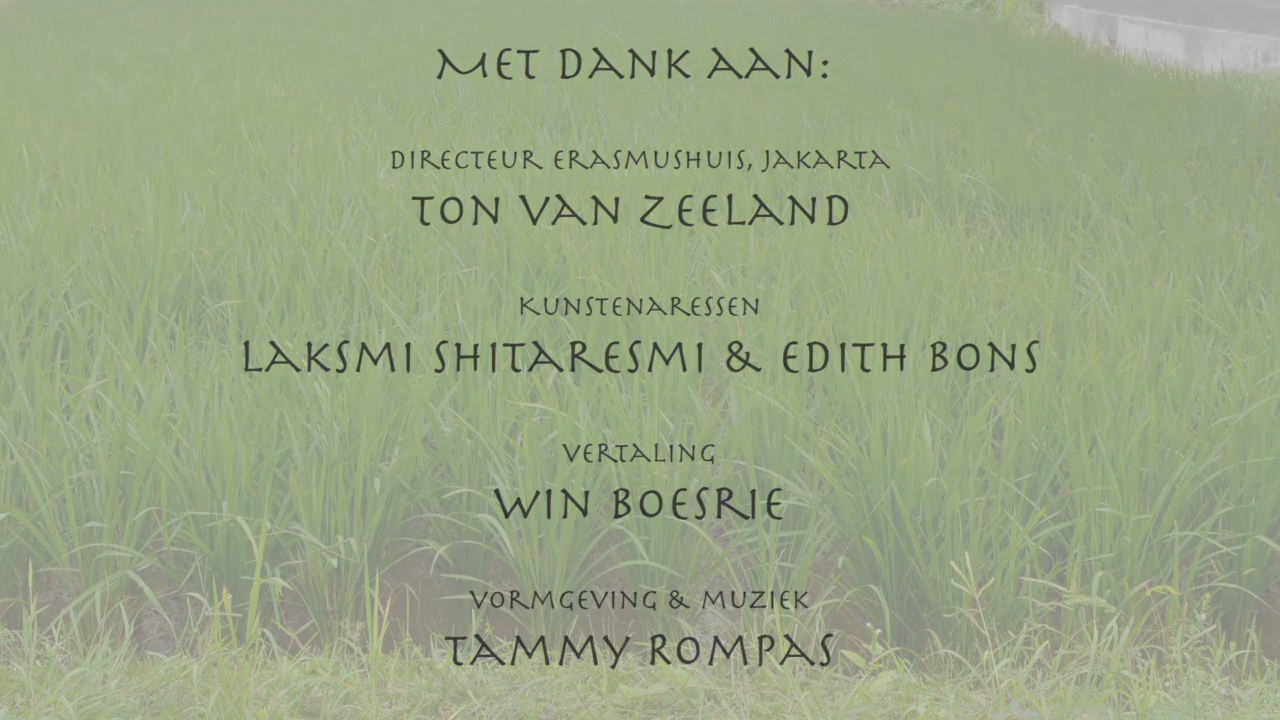 MET DANK AAN:
DIRECTEUR ERASMUSHUIS, JAKARTA
TON VAN ZEELAND
KUNSTENARESSEN
LAKSMI SHITARESMI & EDITH BONS
VERTALING
WIN BOESRIE
VORMGEVING & MUZIEK
TAMMY ROMPAS